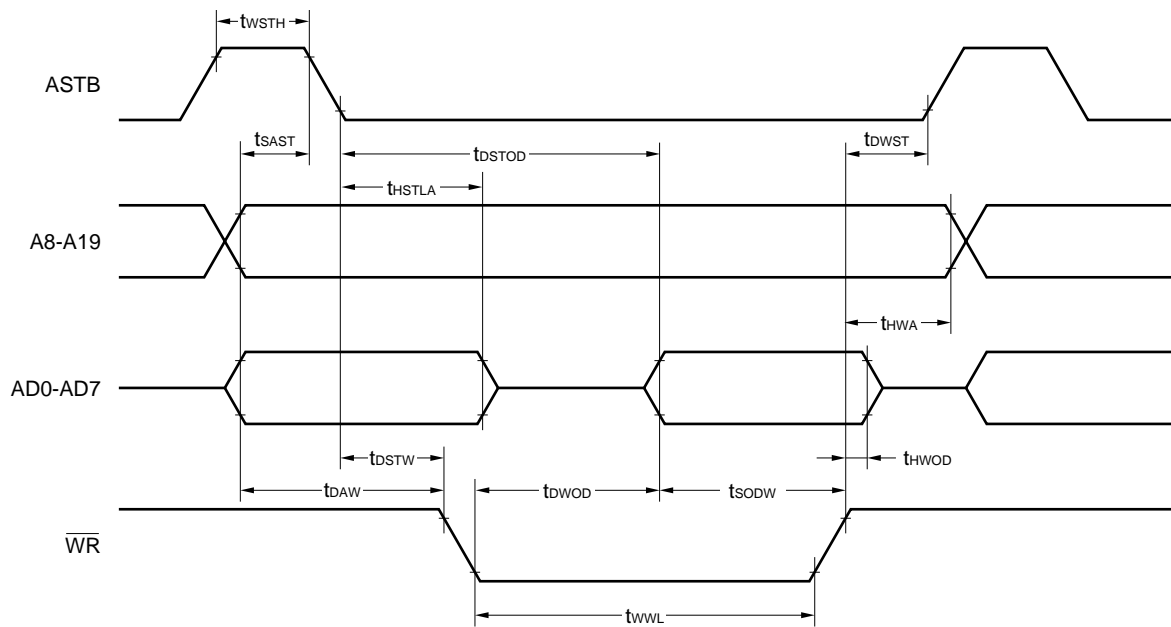 tWSTH
ASTB
tSAST
tDSTOD
tDWST
tHSTLA
A8-A19
tHWA
AD0-AD7
tDSTW
tHWOD
tDAW
tDWOD
tSODW
WR
tWWL